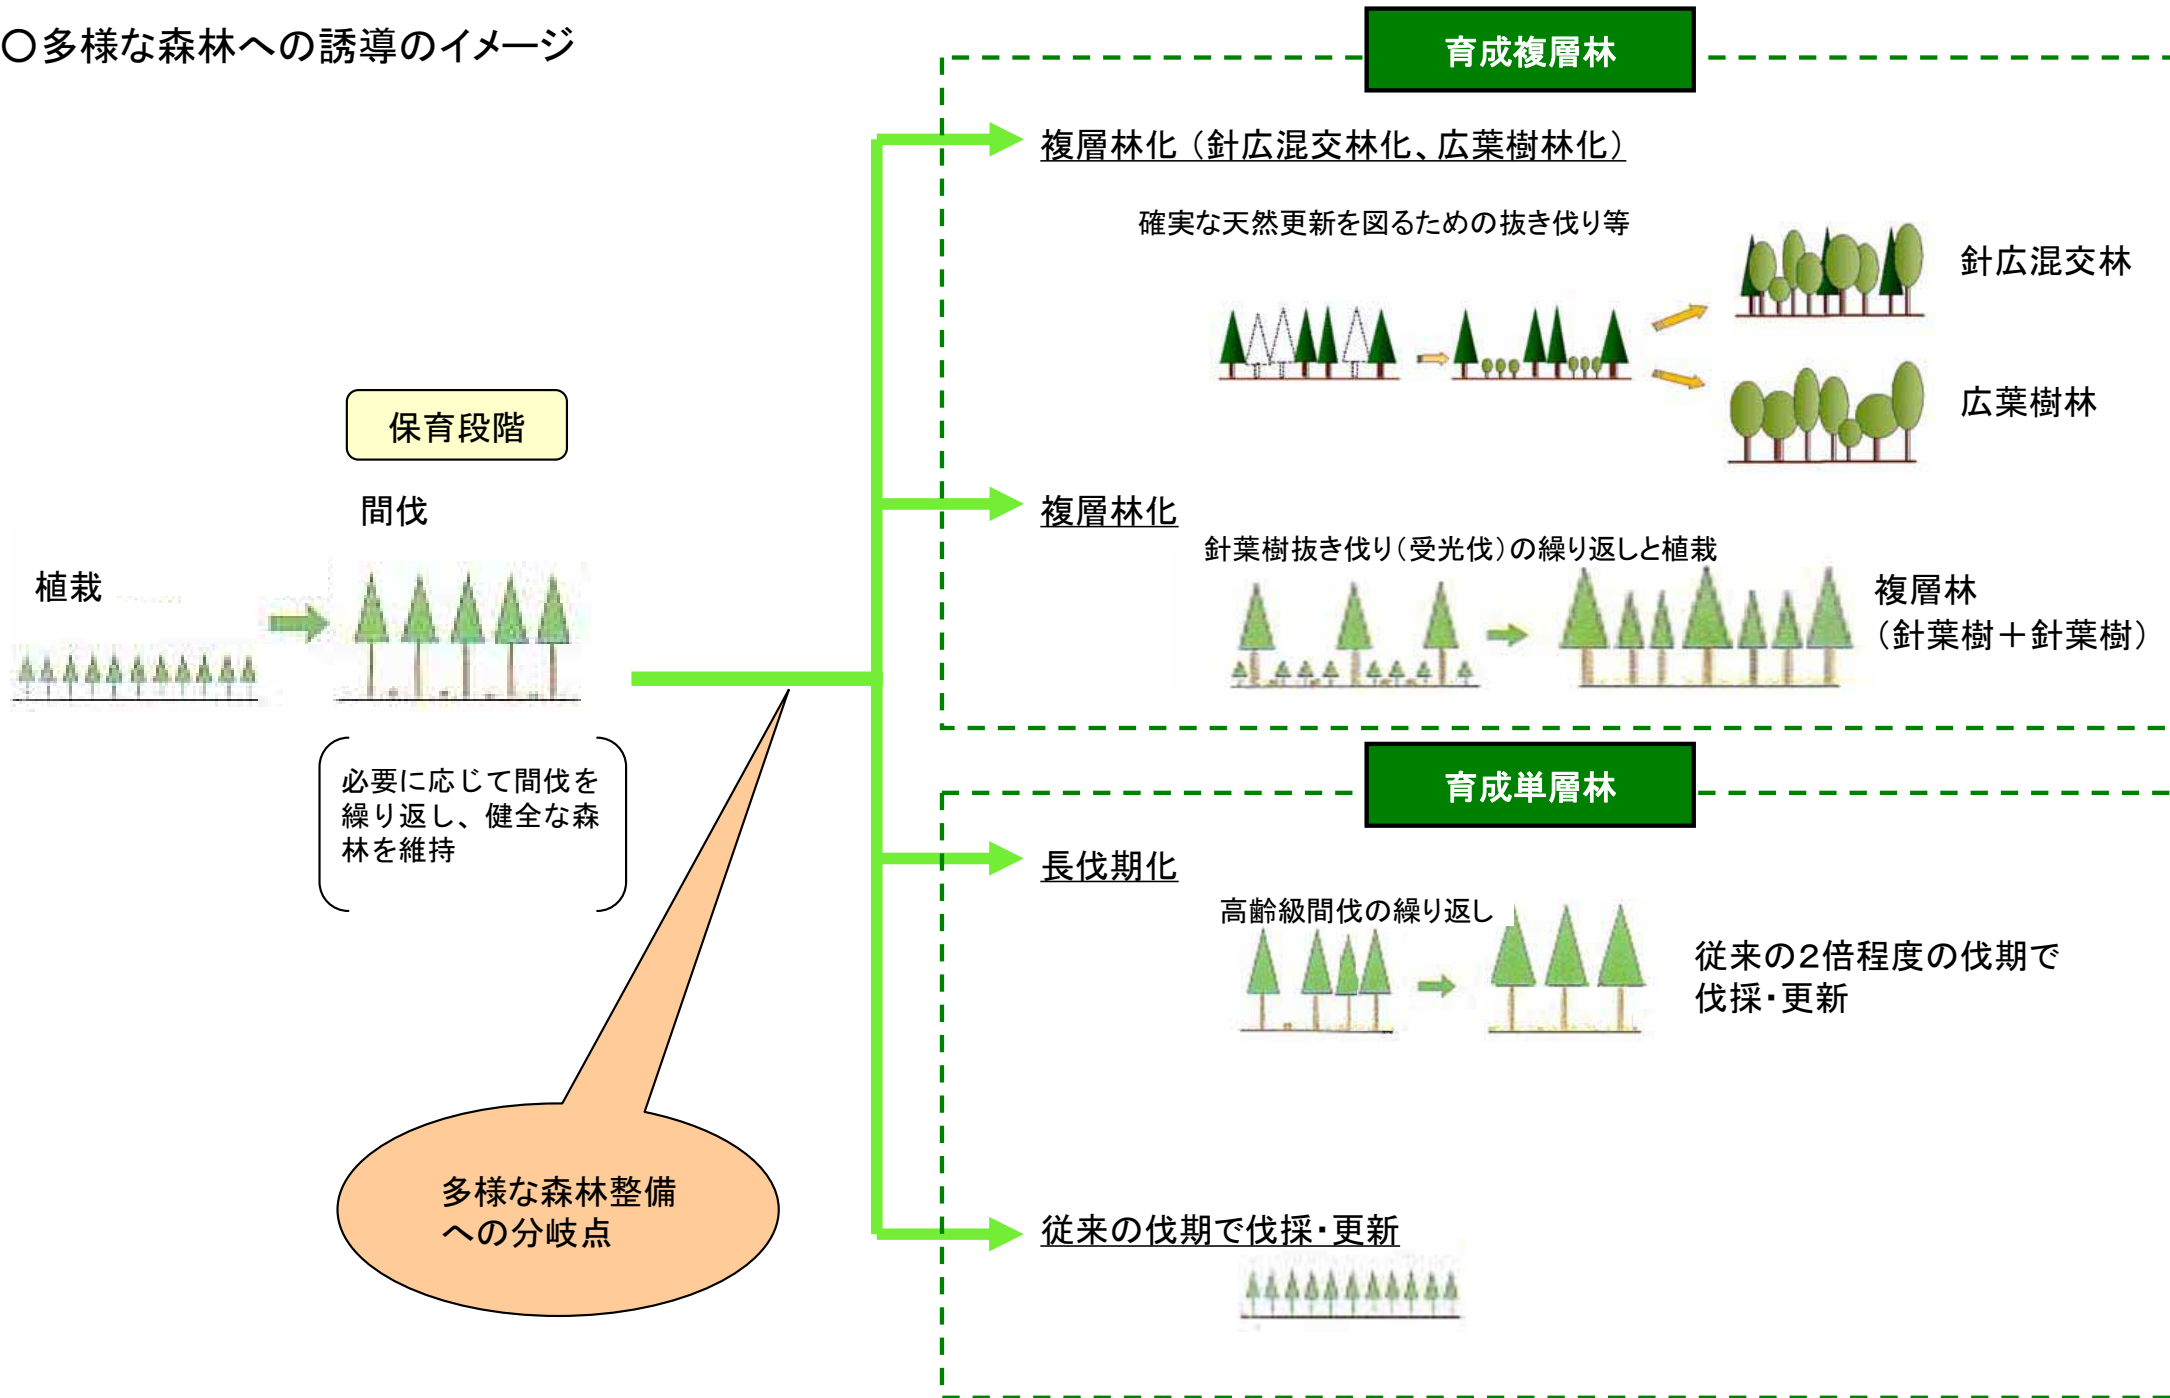 〇多様な森林への誘導のイメージ
育成複層林
複層林化（針広混交林化、広葉樹林化）
確実な天然更新を図るための抜き伐り等
針広混交林
広葉樹林
保育段階
間伐
植栽
必要に応じて間伐を
繰り返し、健全な森
林を維持
多様な森林整備
への分岐点
複層林化
針葉樹抜き伐り（受光伐）の繰り返しと植栽
複層林
（針葉樹＋針葉樹）
育成単層林
長伐期化
高齢級間伐の繰り返し
従来の２倍程度の伐期で
伐採・更新
従来の伐期で伐採・更新